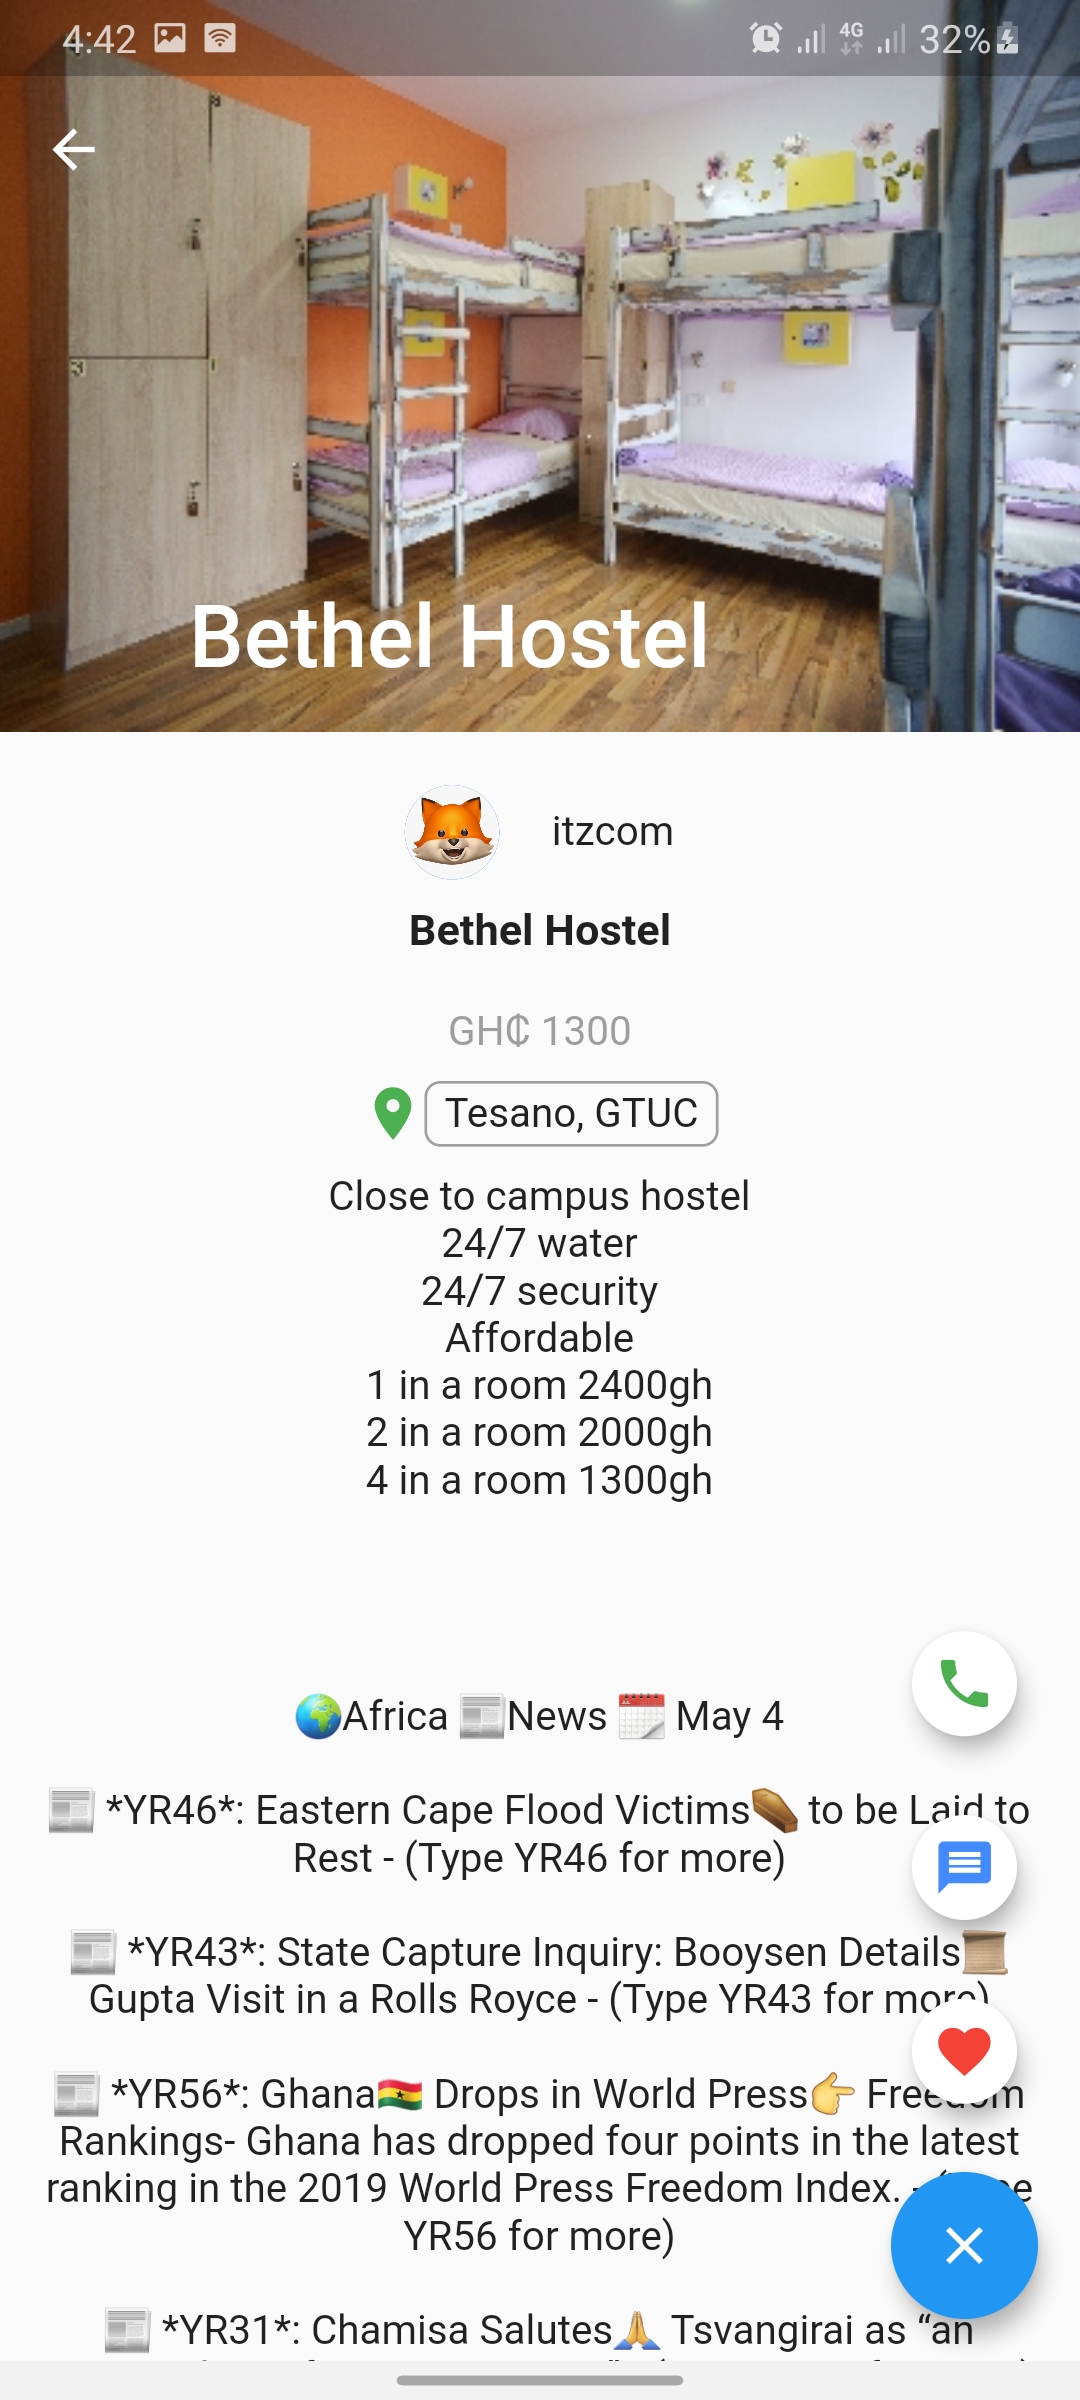 4:42
4G
32%
Bethel Hostel
itzcom
Bethel Hostel
GH₵ 1300
Tesano, GTUC
Close to campus hostel
24/7 water
24/7 security
Affordable
1 in a room 2400gh
2 in a room 2000gh
4 in a room 1300gh
🌍Africa 📰News 🗓 May 4
📰 *YR46*: Eastern Cape Flood Victims⚰ to be Laid to
Rest - (Type YR46 for more)
📰 *YR43*: State Capture Inquiry: Booysen Details📜
Gupta Visit in a Rolls Royce - (Type YR43 for more)
📰 *YR56*: Ghana🇬🇭 Drops in World Press👉 Freedom
Rankings- Ghana has dropped four points in the latest
ranking in the 2019 World Press Freedom Index. - (Type
YR56 for more)
📰 *YR31*: Chamisa Salutes🙏 Tsvangirai as “an